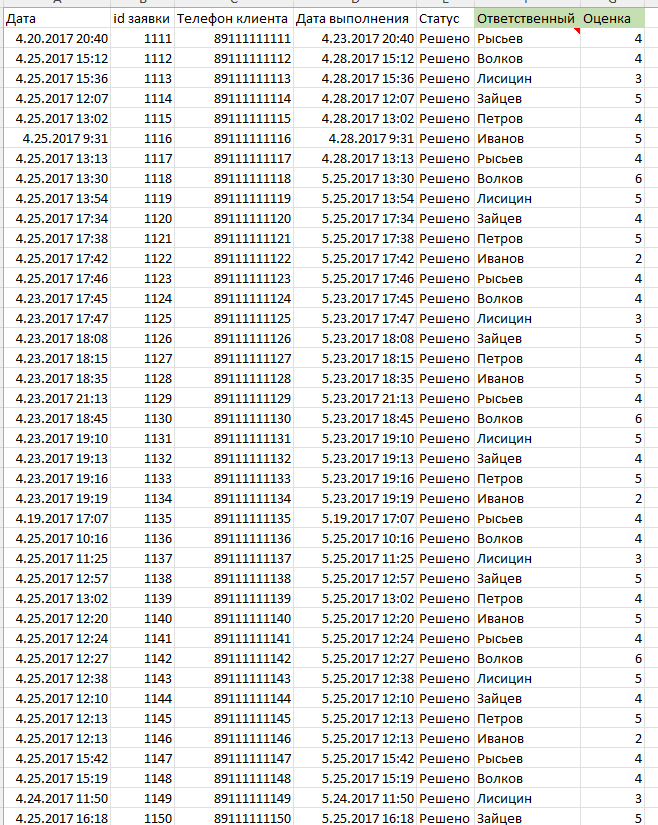 Дата id заявки Телефон клиента Дата выполнения Статус Ответственный Оценка
4.20.2017 20:40 1111 89111111111 4.23.2017 20:40 Решено Рысьев 4
4.25.2017 15:12 1112 89111111112 4.28.2017 15:12 Решено Волков 4
4.25.2017 15:36 1113 89111111113 4.28.2017 15:36 Решено Лисицин 3
4.25.2017 12:07 1114 89111111114 4.28.2017 12:07 Решено Зайцев 5
4.25.2017 13:02 1115 89111111115 4.28.2017 13:02 Решено Петров 4
4.25.2017 9:31 1116 89111111116 4.28.2017 9:31 Решено Иванов 5
4.25.2017 13:13 1117 89111111117 4.28.2017 13:13 Решено Рысьев 4
4.25.2017 13:30 1118 89111111118 5.25.2017 13:30 Решено Волков 6
4.25.2017 13:54 1119 89111111119 5.25.2017 13:54 Решено Лисицин 5
4.25.2017 17:34 1120 89111111120 5.25.2017 17:34 Решено Зайцев 4
4.25.2017 17:38 1121 89111111121 5.25.2017 17:38 Решено Петров 5
4.25.2017 17:42 1122 89111111122 5.25.2017 17:42 Решено Иванов 2
4.25.2017 17:46 1123 89111111123 5.25.2017 17:46 Решено Рысьев 4
4.23.2017 17:45 1124 89111111124 5.23.2017 17:45 Решено Волков 4
4.23.2017 17:47 1125 89111111125 5.23.2017 17:47 Решено Лисицин 3
4.23.2017 18:08 1126 89111111126 5.23.2017 18:08 Решено Зайцев 5
4.23.2017 18:15 1127 89111111127 5.23.2017 18:15 Решено Петров 4
4.23.2017 18:35 1128 89111111128 5.23.2017 18:35 Решено Иванов 5
4.23.2017 21:13 1129 89111111129 5.23.2017 21:13 Решено Рысьев 4
4.23.2017 18:45 1130 89111111130 5.23.2017 18:45 Решено Волков 6
4.23.2017 19:10 1131 89111111131 5.23.2017 19:10 Решено Лисицин 5
4.23.2017 19:13 1132 89111111132 5.23.2017 19:13 Решено Зайцев 4
4.23.2017 19:16 1133 89111111133 5.23.2017 19:16 Решено Петров 5
4.23.2017 19:19 1134 89111111134 5.23.2017 19:19 Решено Иванов 2
4.19.2017 17:07 1135 89111111135 5.19.2017 17:07 Решено Рысьев 4
4.25.2017 10:16 1136 89111111136 5.25.2017 10:16 Решено Волков 4
4.25.2017 11:25 1137 89111111137 5.25.2017 11:25 Решено Лисицин 3
4.25.2017 12:57 1138 89111111138 5.25.2017 12:57 Решено Зайцев 5
4.25.2017 13:02 1139 89111111139 5.25.2017 13:02 Решено Петров 4
4.25.2017 12:20 1140 89111111140 5.25.2017 12:20 Решено Иванов 5
4.25.2017 12:24 1141 89111111141 5.25.2017 12:24 Решено Рысьев 4
4.25.2017 12:27 1142 89111111142 5.25.2017 12:27 Решено Волков 6
4.25.2017 12:38 1143 89111111143 5.25.2017 12:38 Решено Лисицин 5
4.25.2017 12:10 1144 89111111144 5.25.2017 12:10 Решено Зайцев 4
4.25.2017 12:13 1145 89111111145 5.25.2017 12:13 Решено Петров 5
4.25.2017 12:13 1146 89111111146 5.25.2017 12:13 Решено Иванов 2
4.25.2017 15:42 1147 89111111147 5.25.2017 15:42 Решено Рысьев 4
4.25.2017 15:19 1148 89111111148 5.25.2017 15:19 Решено Волков 4
4.24.2017 11:50 1149 89111111149 5.24.2017 11:50 Решено Лисицин 3
4.25.2017 16:18 1150 89111111150 5.25.2017 16:18 Решено Зайцев 5